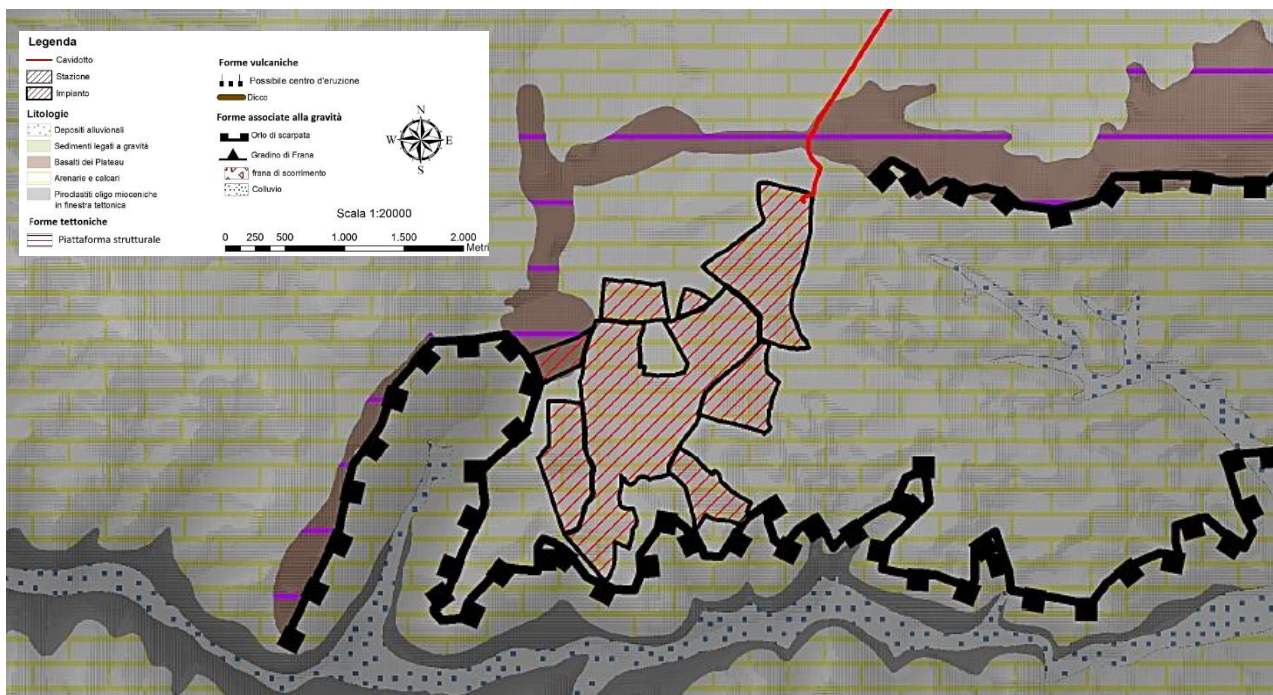 Legenda
Cavidotto
Stazione
Impianto
Litologie
Depositi alluvionali
Sedimenti legati a gravità
Basalti dei Plateau
Arenarie e calcari
Piroclastiti oligo mioceniche
in finestra tettonica
Forme tettoniche
Piattaforma strutturale
Forme vulcaniche
Possibile centro d'eruzione
Dicco
Forme associate alla gravità
Orlo di scarpata
Gradino di Frana
frana di scorrimento
Colluvio
N
W E
S
Scala 1:20000
0 250 500 1.000 1.500 2.000
Metri